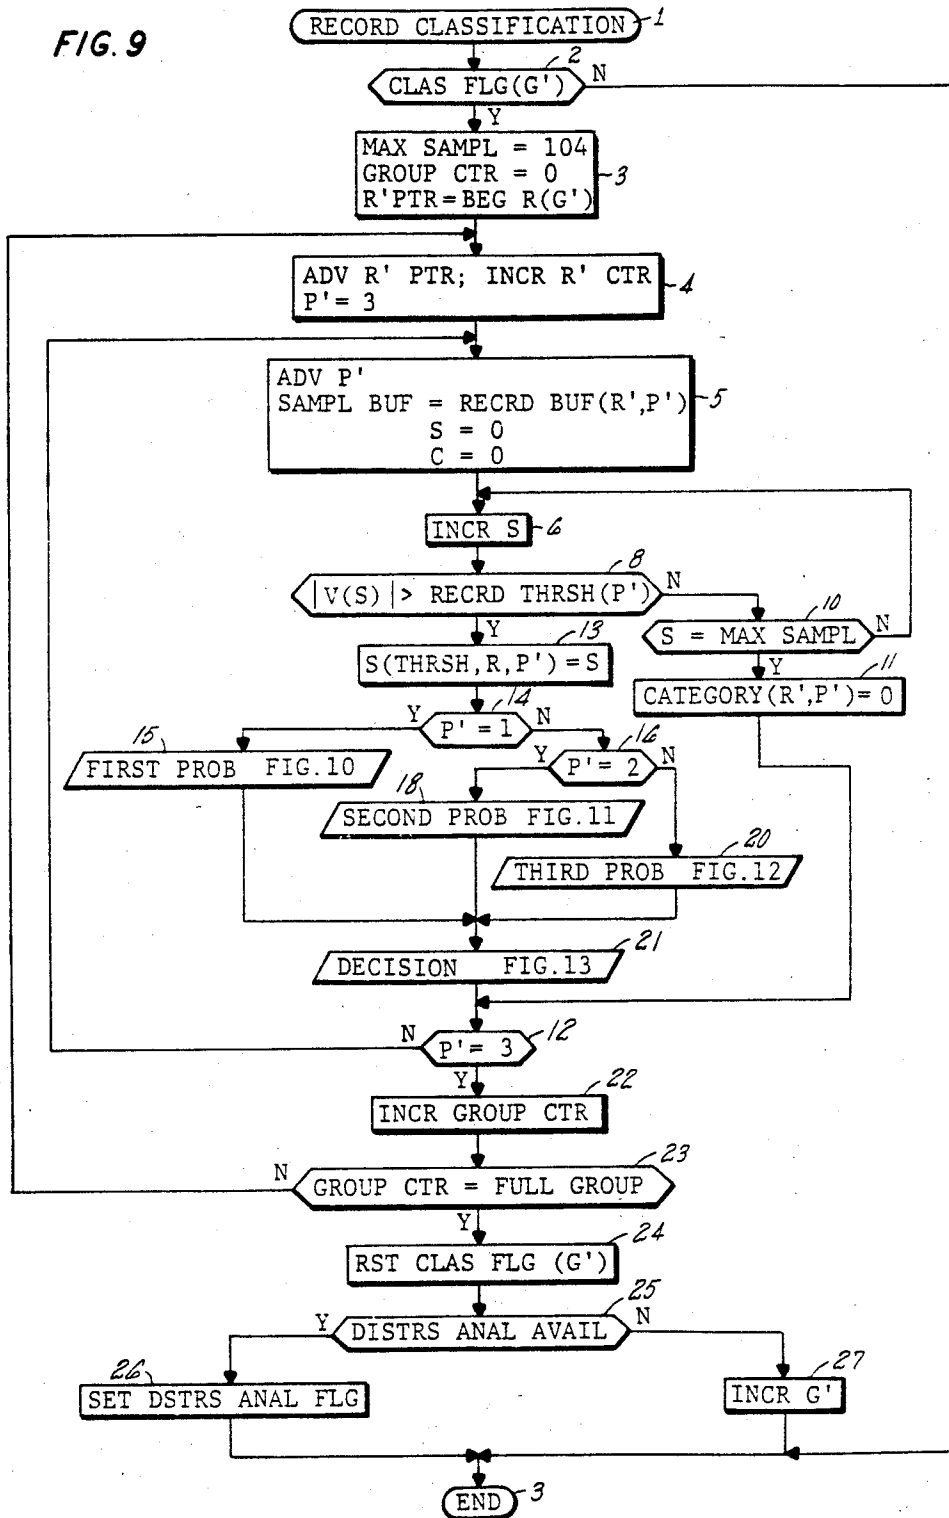 FIG. 9
RECORD CLASSIFICATION
1
2
CLAS FLG(G')
N
Y
MAX SAMPL = 104
GROUP CTR = 0
R'PTR=BEG R(G')
3
ADV R' PTR; INCR R' CTR
P'= 3
4
ADV P'
SAMPL BUF = RECRD BUF(R',P')
S = 0
C = 0
5
INCR S
6
8
|V(S)|> RECRD THRSH(P')
N
Y
10
S = MAX SAMPL
N
Y
13
S(THRSH,R,P')=S
11
CATEGORY(R',P')=0
14
Y
P'=1
N
15
FIRST PROB FIG.10
16
Y
P'= 2
N
18
SECOND PROB FIG.11
20
THIRD PROB FIG.12
21
DECISION FIG.13
N
P'= 3
12
Y
22
INCR GROUP CTR
23
N
GROUP CTR = FULL GROUP
Y
24
RST CLAS FLG (G')
25
Y
DISTRS ANAL AVAIL
N
26
SET DSTRS ANAL FLG
27
INCR G'
END
3